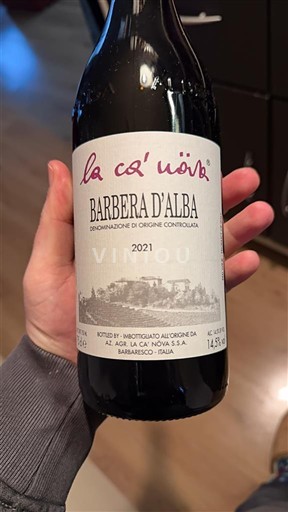 la ca' növa®
BARBERA D'ALBA
DENOMINAZIONE DI ORIGINE CONTROLLATA
2021
VINIOU
BOTTLED BY - IMBOTTIGLIATO ALL'ORIGINE DA
AZ. AGR. LA CA' NÖVA S.S.A.
BARBARESCO - ITALIA
14,5%vol